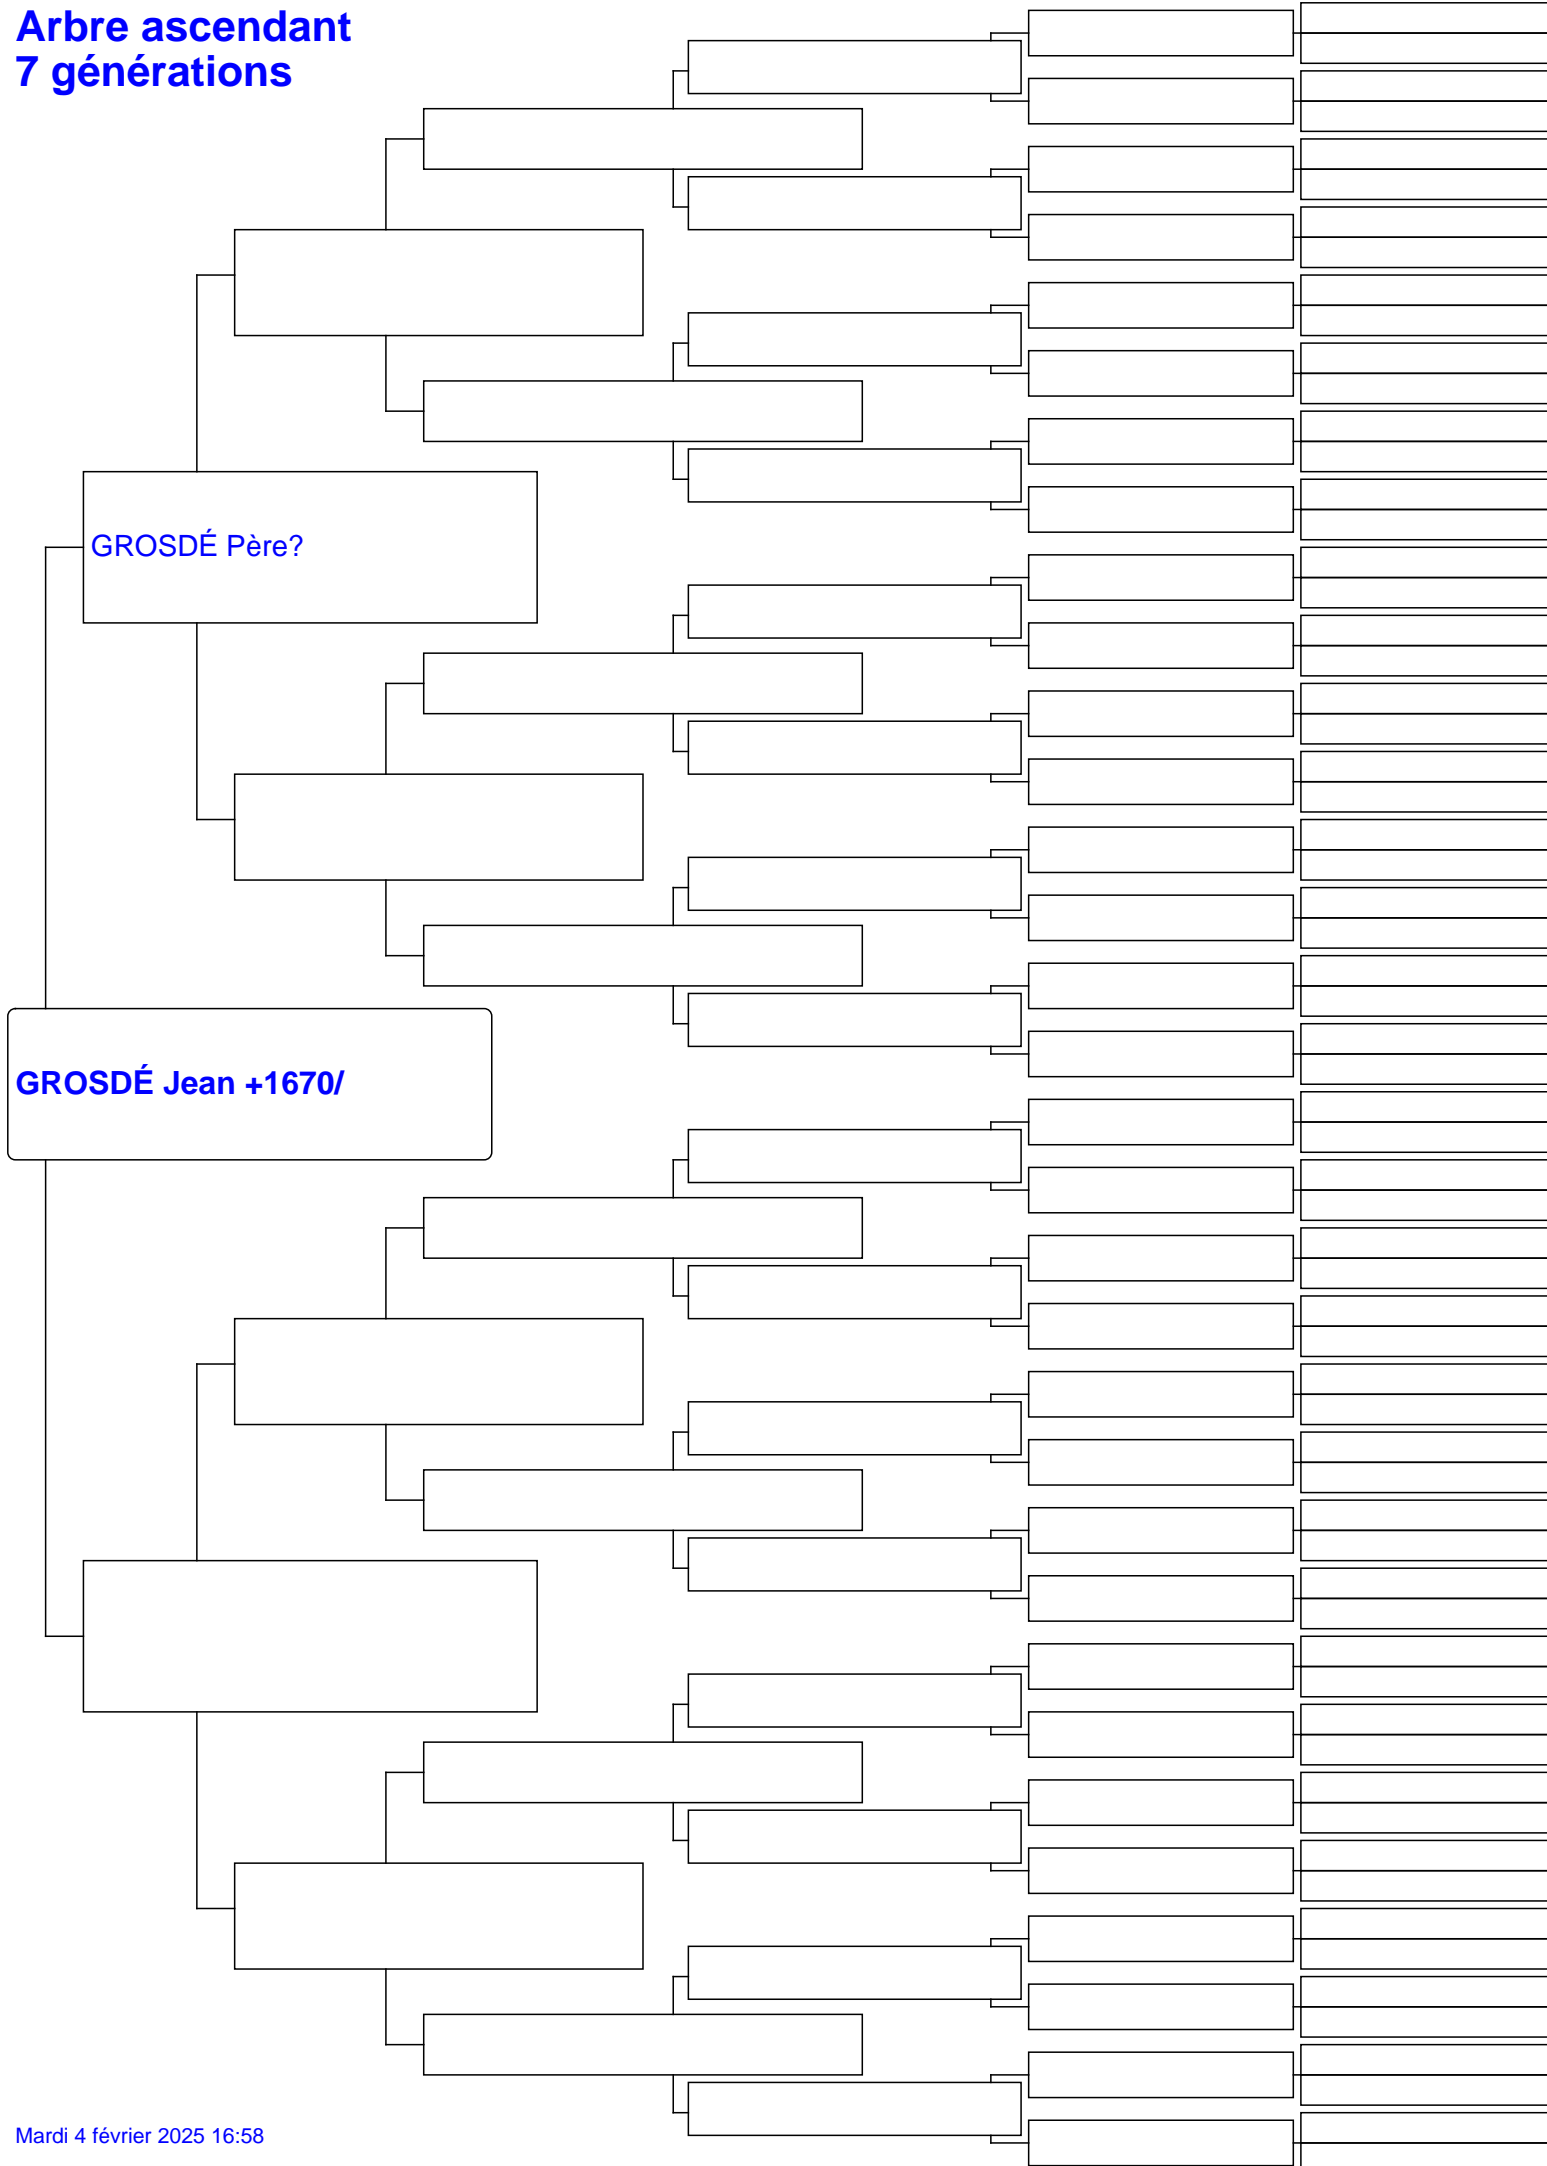 Arbre ascendant
7 générations
GROSDÉ Père?
GROSDÉ Jean +1670/
Mardi 4 février 2025 16:58